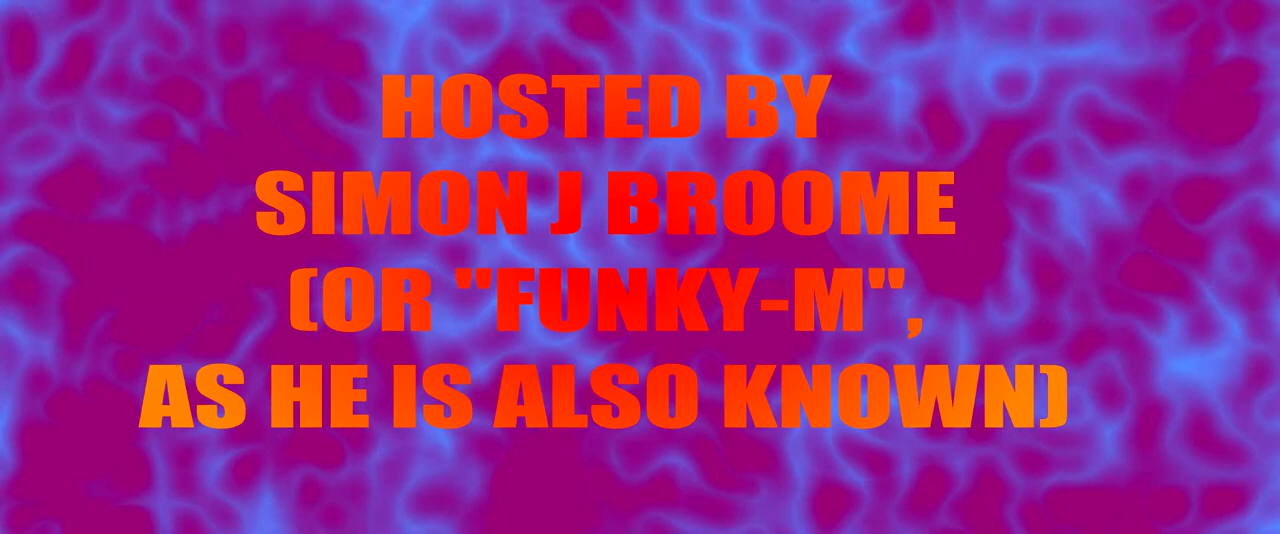 HOSTED BY
SIMON J BROOME
(OR "FUNKY-M",
AS HE IS ALSO KNOWN)